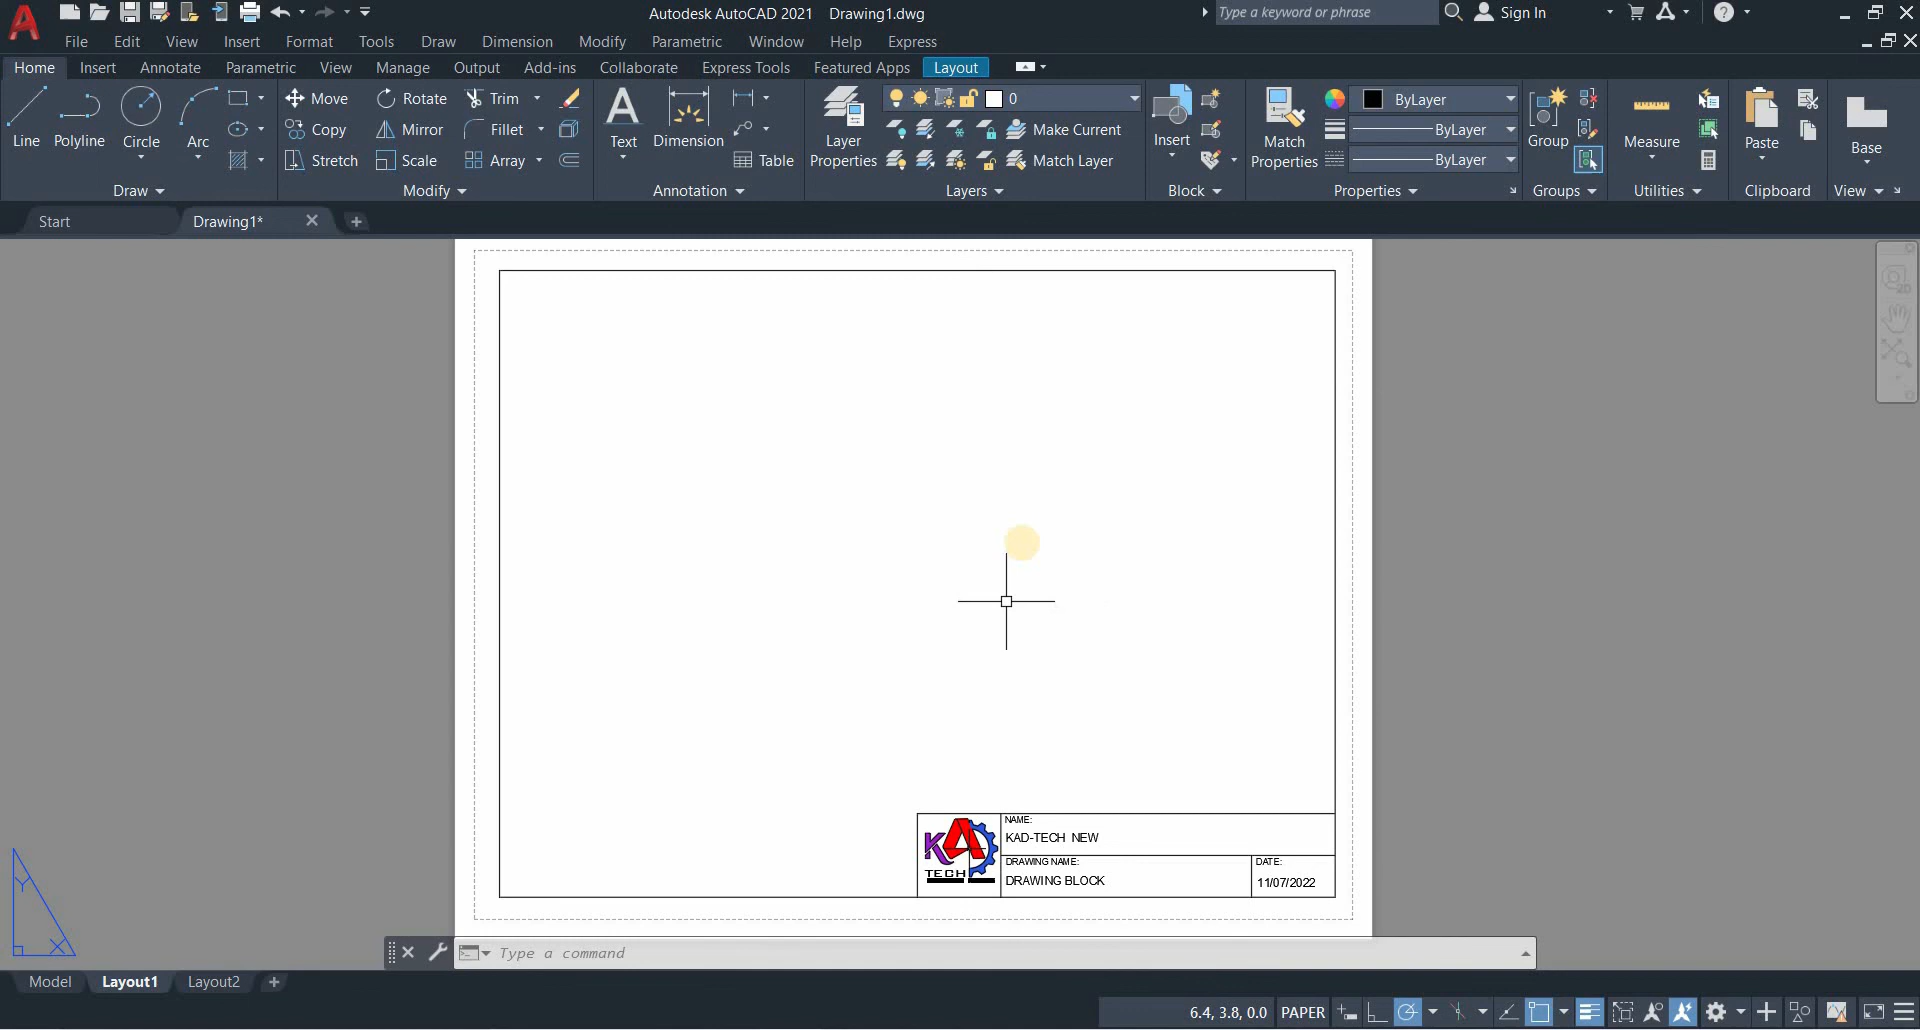 Autodesk AutoCAD 2021 Drawing1.dwg
Type a keyword or phrase
Sign In
File Edit View Insert Format Tools Draw Dimension Modify Parametric Window Help Express
Home Insert Annotate Parametric View Manage Output Add-ins Collaborate Express Tools Featured Apps Layout
Line Polyline Circle Arc
Draw
Move Rotate Trim
Copy Mirror Fillet
Stretch Scale Array
Modify
Text Dimension Table
Annotation
Layer Properties
0
Make Current
Match Layer
Layers
Insert
Block
Match Properties
ByLayer
ByLayer
ByLayer
Properties
Group
Groups
Measure
Utilities
Paste
Clipboard
Base
View
Start Drawing1*
2D
NAME:
KAD-TECH NEW
DRAWING NAME:
DRAWING BLOCK
DATE:
11/07/2022
KAD
TECH
Y
X
Type a command
Model Layout1 Layout2
6.4, 3.8, 0.0 PAPER